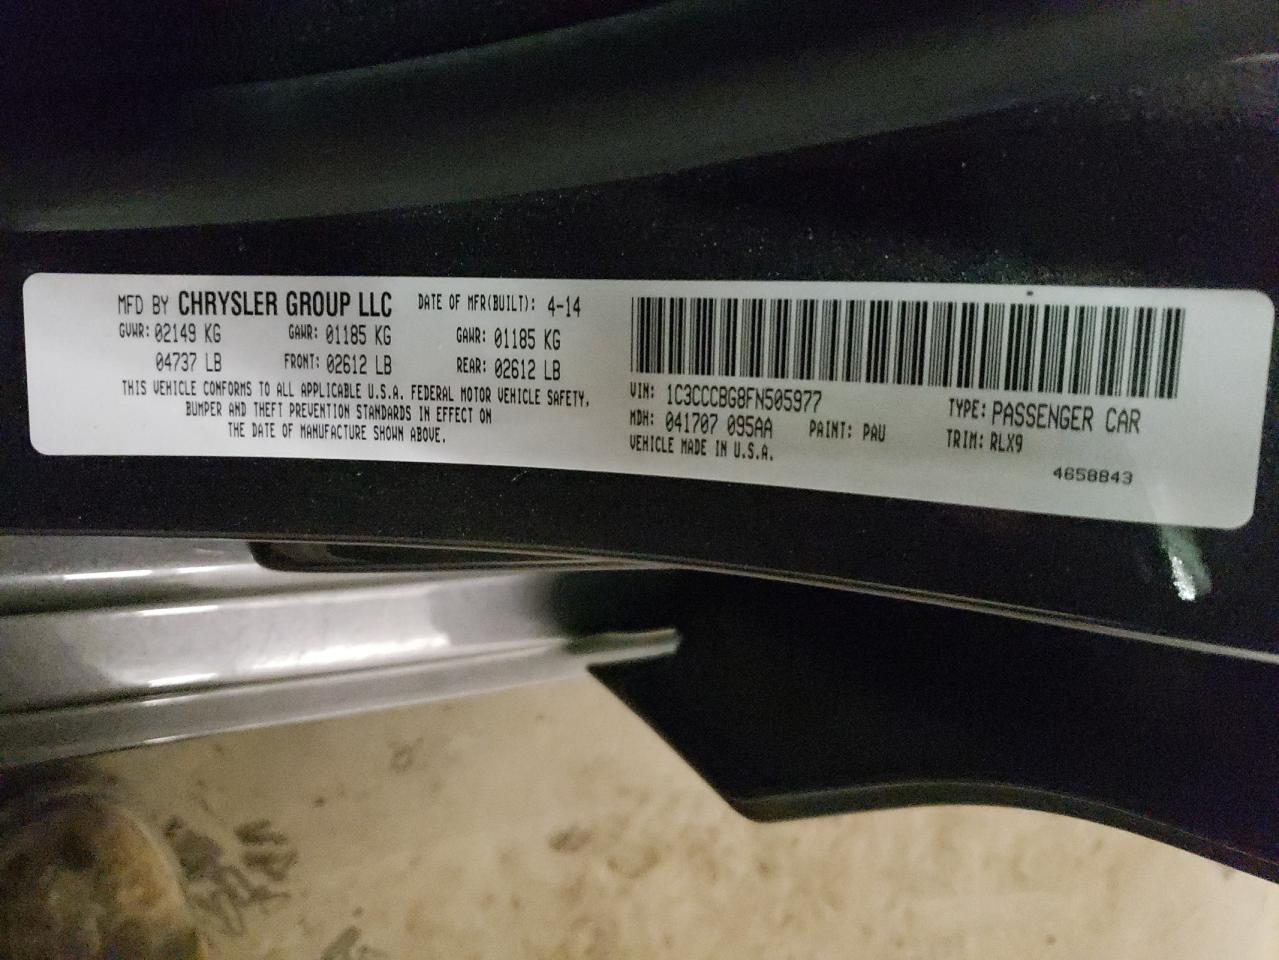 MFD BY CHRYSLER GROUP LLC DATE OF MFR(BUILT): 4-14
GVWR: 02149 KG GAWR: 01185 KG GAWR: 01185 KG
04737 LB FRONT: 02612 LB REAR: 02612 LB
THIS VEHICLE CONFORMS TO ALL APPLICABLE U.S.A. FEDERAL MOTOR VEHICLE SAFETY,
BUMPER AND THEFT PREVENTION STANDARDS IN EFFECT ON
THE DATE OF MANUFACTURE SHOWN ABOVE.
VIN: 1C3CCCBG8FN505977 TYPE: PASSENGER CAR
MDH: 041707 095AA PAINT: PAU TRIM: RLX9
VEHICLE MADE IN U.S.A.
4658843